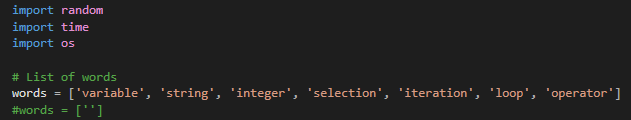 import random
import time
import os
# List of words
words = ['variable', 'string', 'integer', 'selection', 'iteration', 'loop', 'operator']
#words = ['']